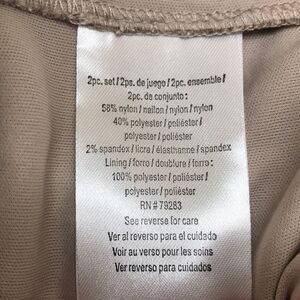 2pc. set / 2ps. de juego / 2pc. ensemble /
2pc. de conjunto :
58% nylon / nailon / nylon / nylon
40% polyester / poliéster /
polyester / poliéster
2% spandex / licra / élasthanne / spandex
Lining / forro / doublure / forro :
100% polyester / poliéster /
polyester / poliéster
RN # 79283
See reverse for care
Ver al reverso para el cuidado
Voir au verso pour les soins
Ver reverso para cuidados